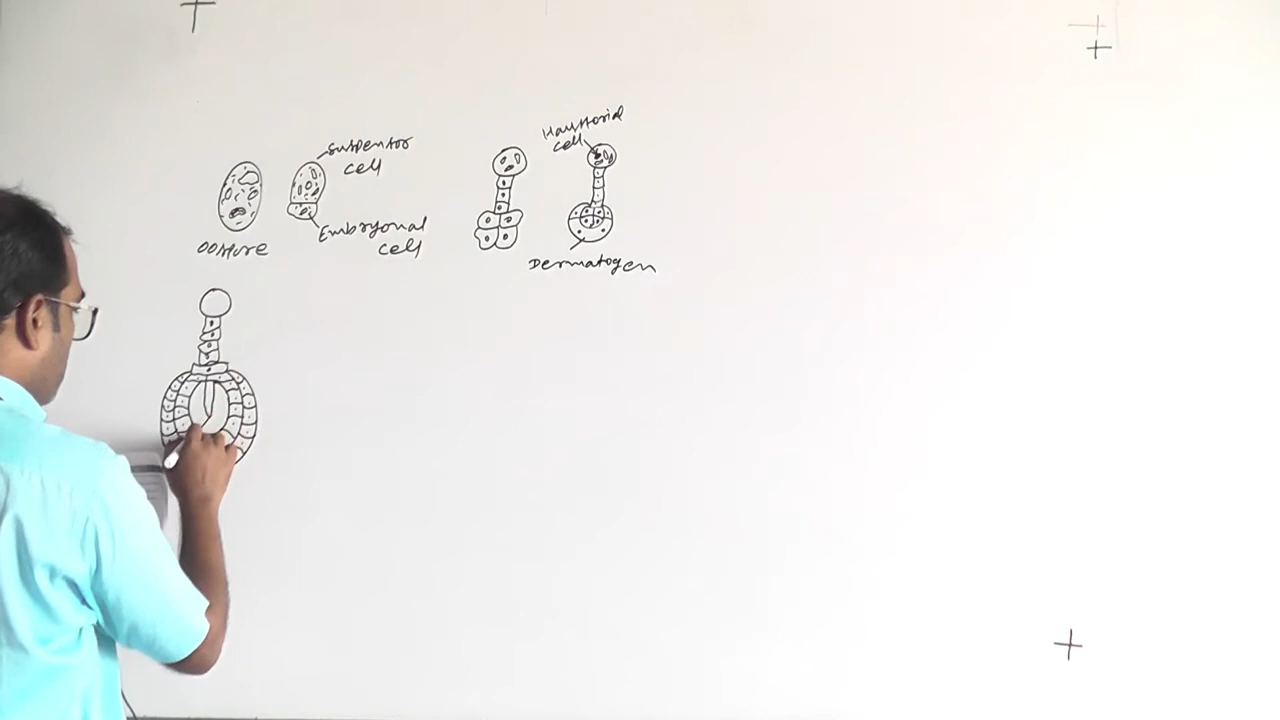 Suspensor
cell
Haustorial
cell
Embryonal
cell
oospore
Dermatogen